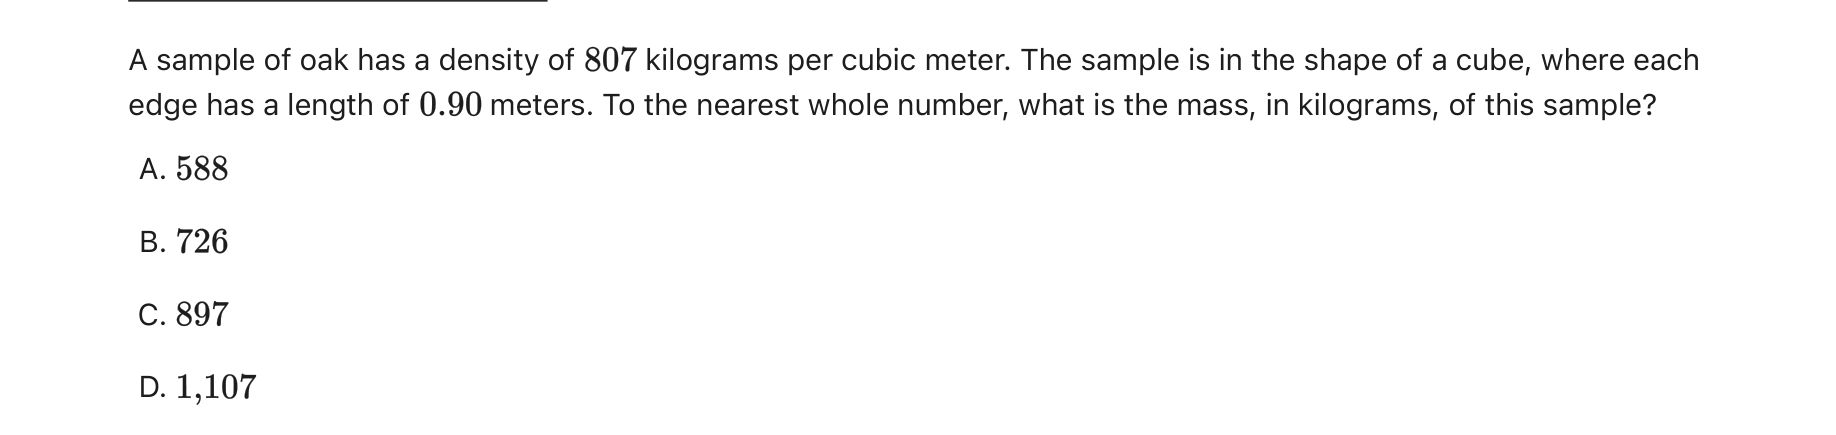 A sample of oak has a density of 807 kilograms per cubic meter. The sample is in the shape of a cube, where each
edge has a length of 0.90 meters. To the nearest whole number, what is the mass, in kilograms, of this sample?
A. 588
B. 726
C. 897
D. 1,107